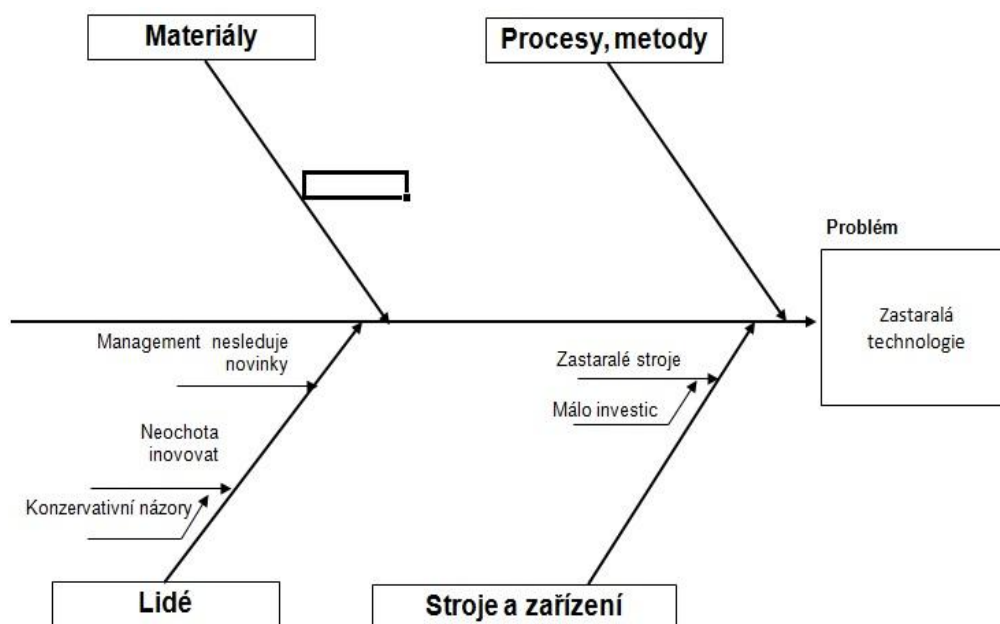 Materiály
Procesy, metody
Problém
Zastaralá
technologie
Management nesleduje
novinky
Zastaralé stroje
Málo investic
Neochota
inovovat
Konzervativní názory
Lidé
Stroje a zařízení